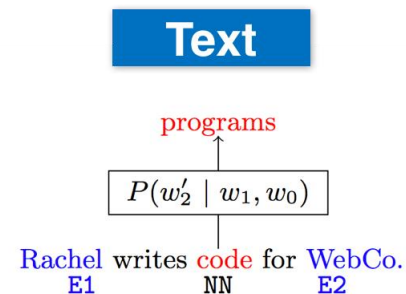 Text
programs
P(w′₂ | w₁, w₀)
Rachel writes code for WebCo.
E1 NN E2